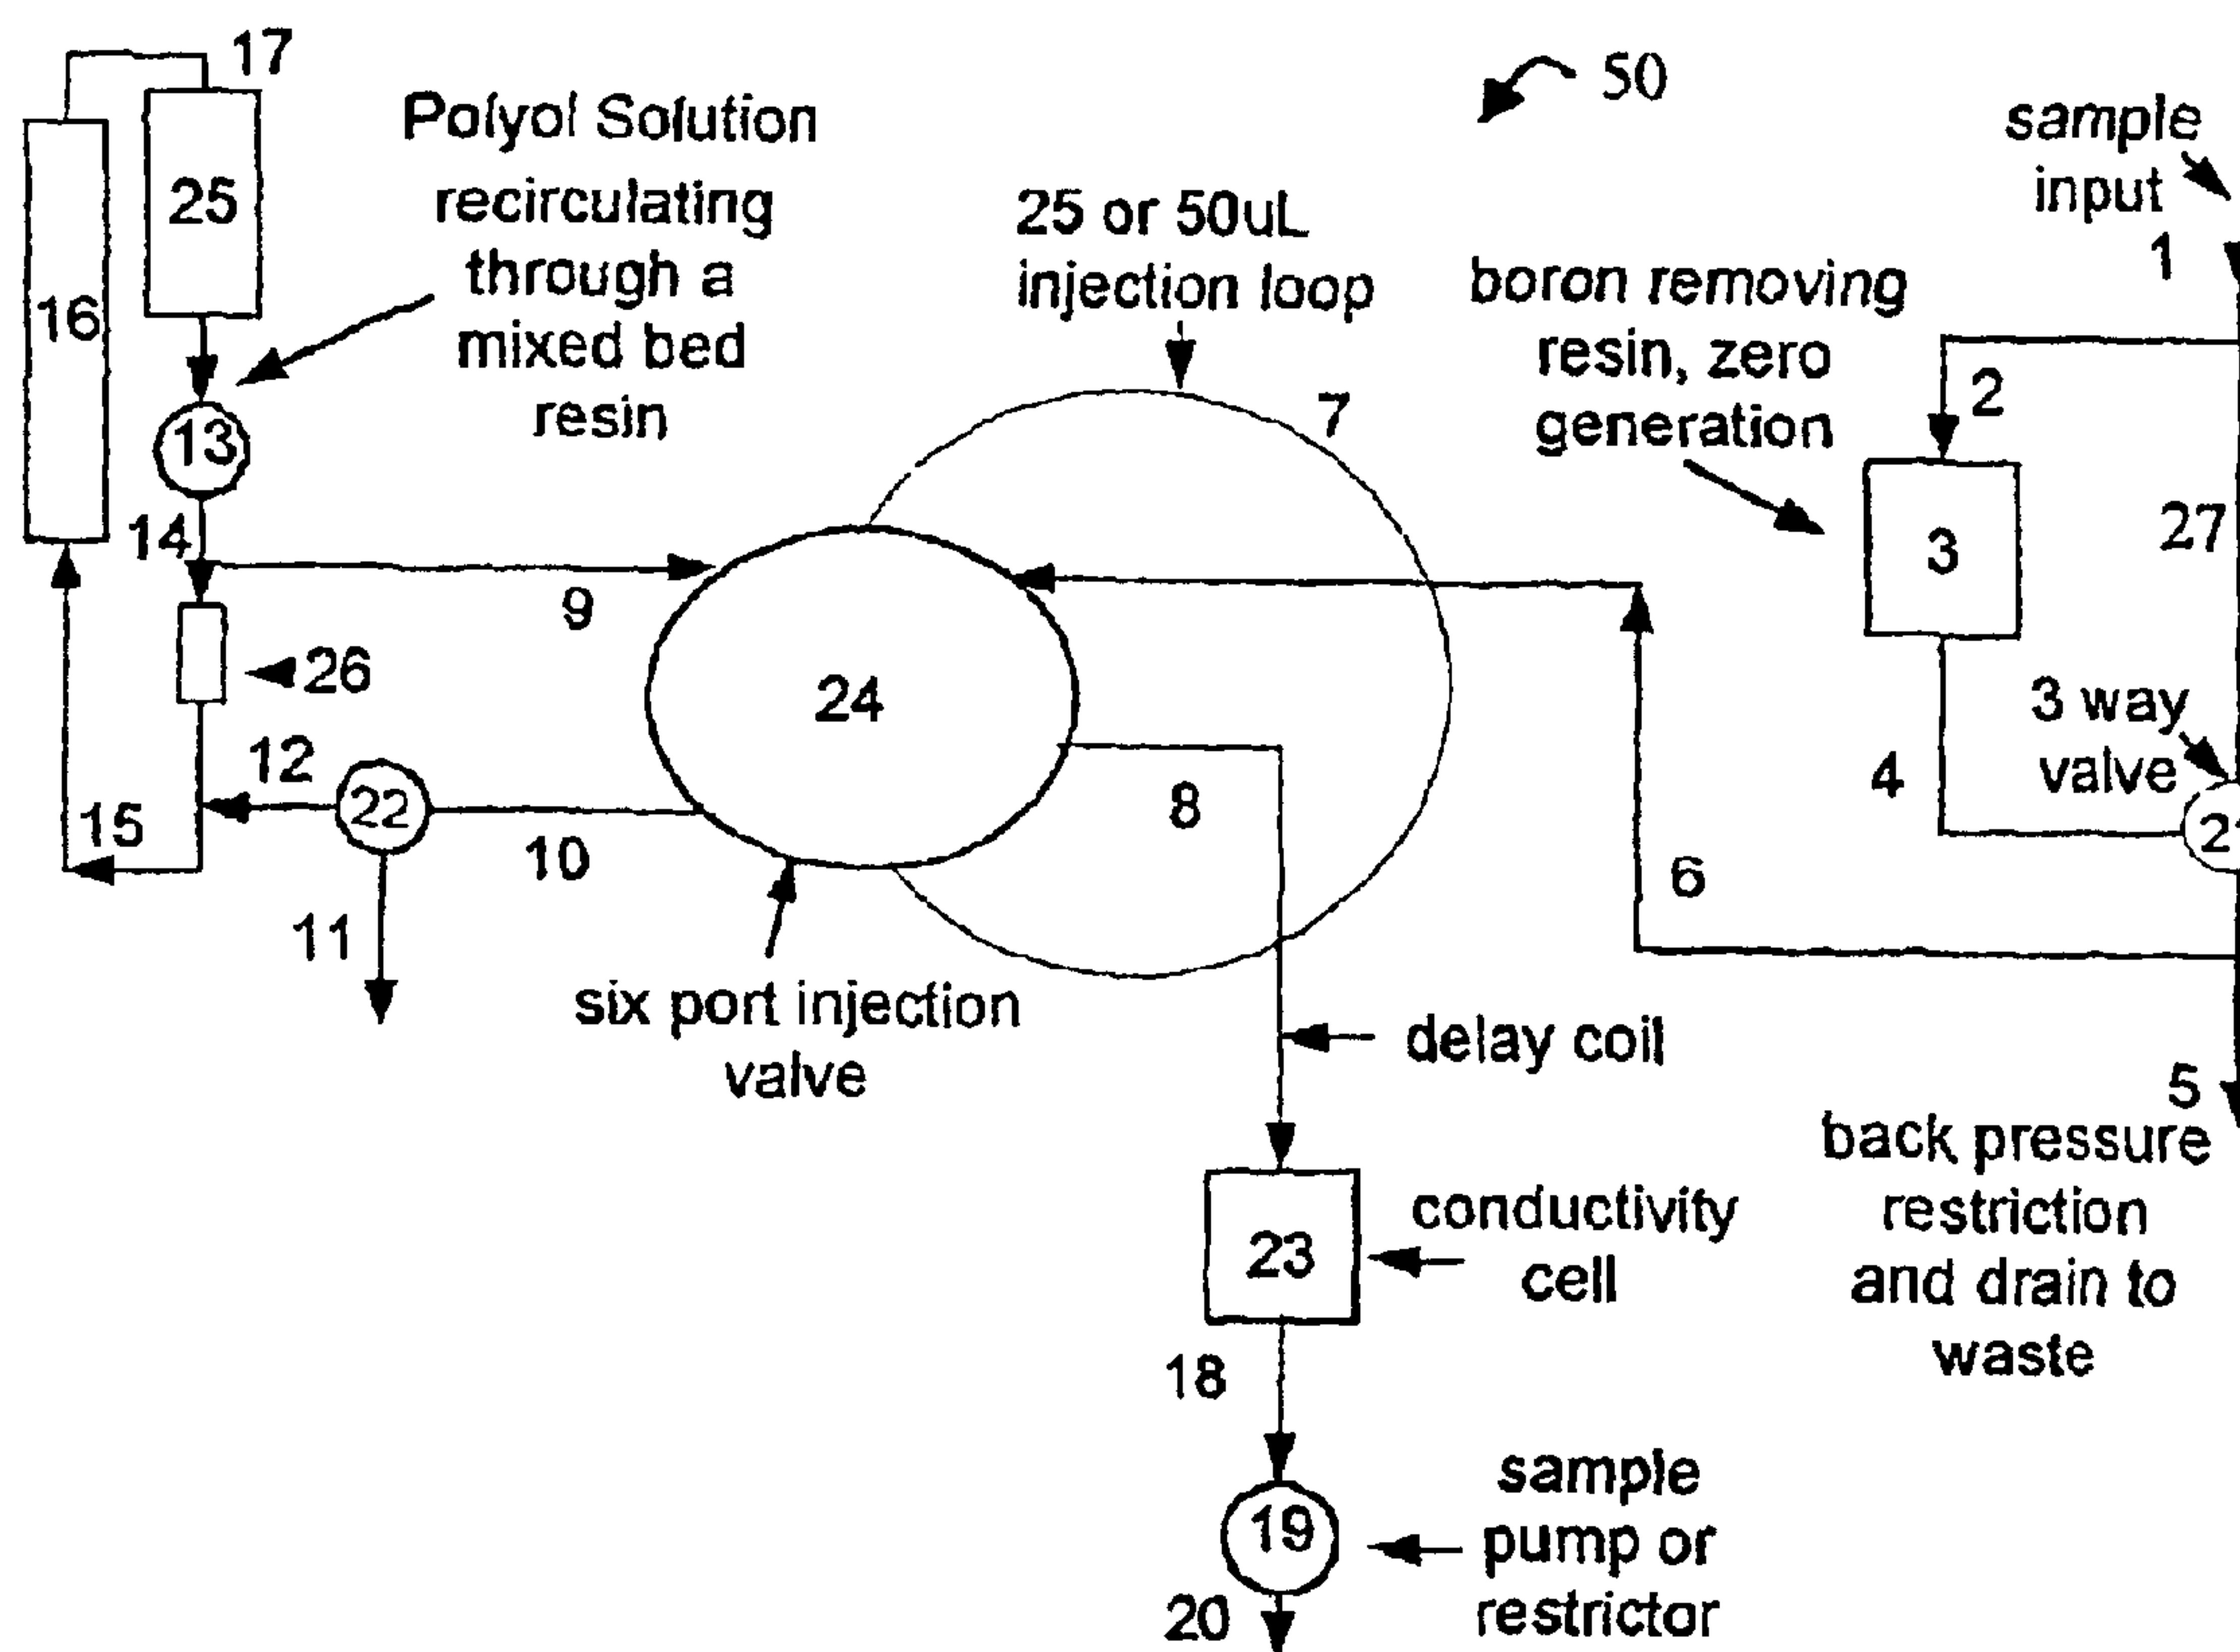 17
50
Polyol Solution
recirculating
through a
mixed bed
resin
25
16
13
14
25 or 50uL
injection loop
7
boron removing
resin, zero
generation
sample
input
1
2
3
27
3 way
valve
4
6
9
24
26
12
22
15
10
11
8
six port injection
valve
delay coil
5
back pressure
restriction
and drain to
waste
23
conductivity
cell
18
19
sample
pump or
restrictor
20